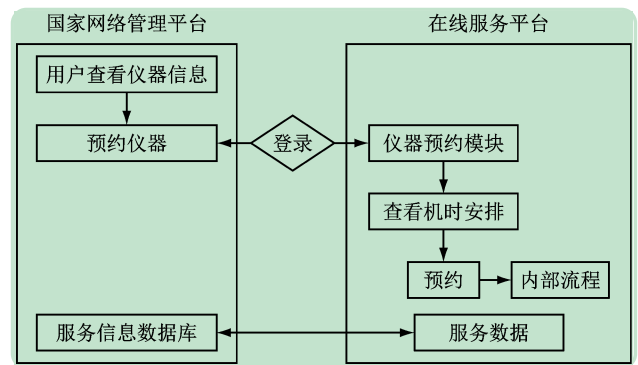 国家网络管理平台
在线服务平台
用户查看仪器信息
预约仪器
登录
仪器预约模块
查看机时安排
预约
内部流程
服务信息数据库
服务数据